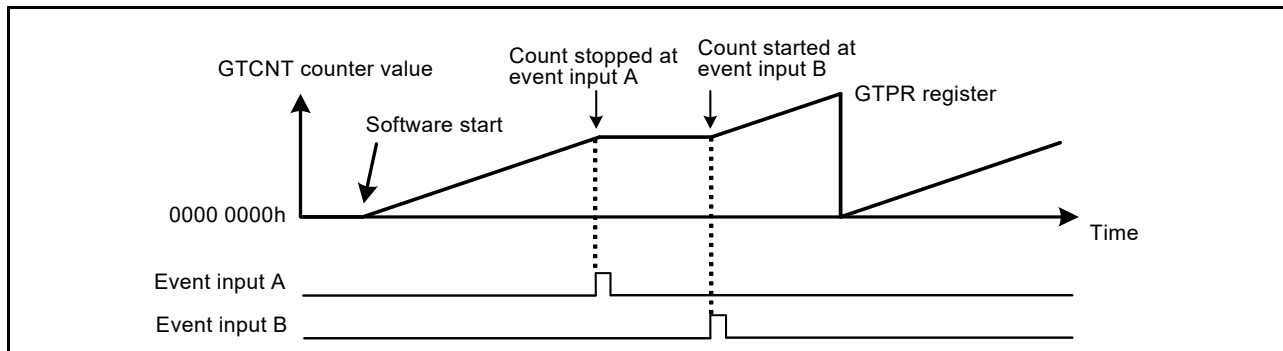 Count stopped at
event input A
Count started at
event input B
GTCNT counter value
GTPR register
Software start
0000 0000h
Time
Event input A
Event input B